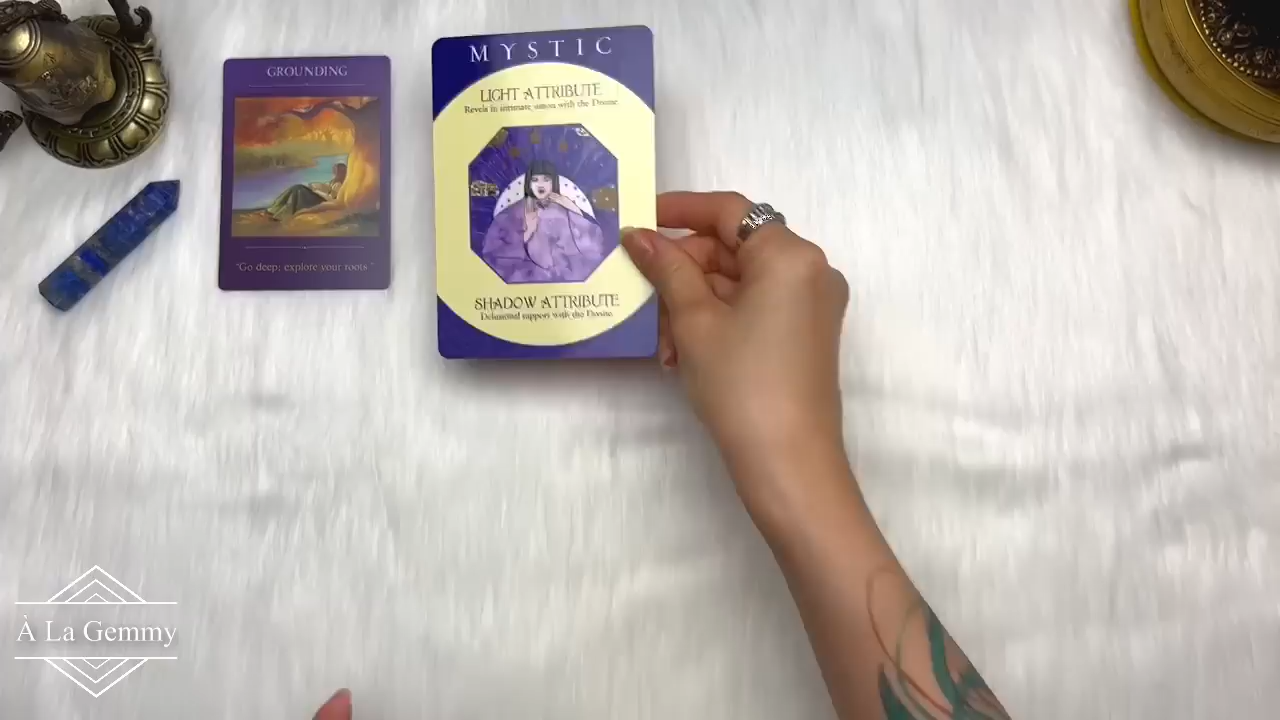 GROUNDING
"Go deep; explore your roots."
MYSTIC
LIGHT ATTRIBUTE
Revels in intimate union with the Divine.
SHADOW ATTRIBUTE
Delusional rapport with the Divine.
À La Gemmy